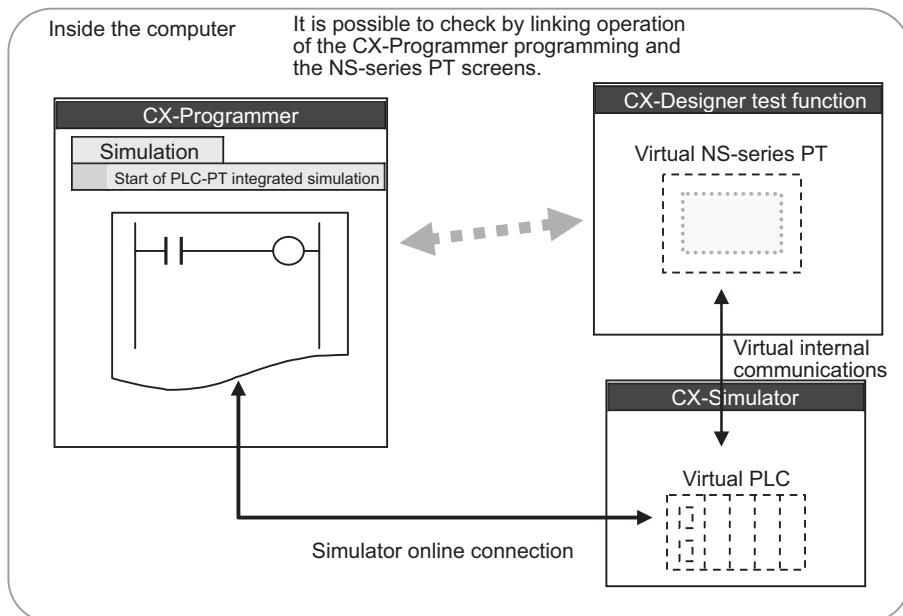 Inside the computer
It is possible to check by linking operation
of the CX-Programmer programming and
the NS-series PT screens.
CX-Programmer
Simulation
Start of PLC-PT integrated simulation
CX-Designer test function
Virtual NS-series PT
Virtual internal
communications
CX-Simulator
Virtual PLC
Simulator online connection